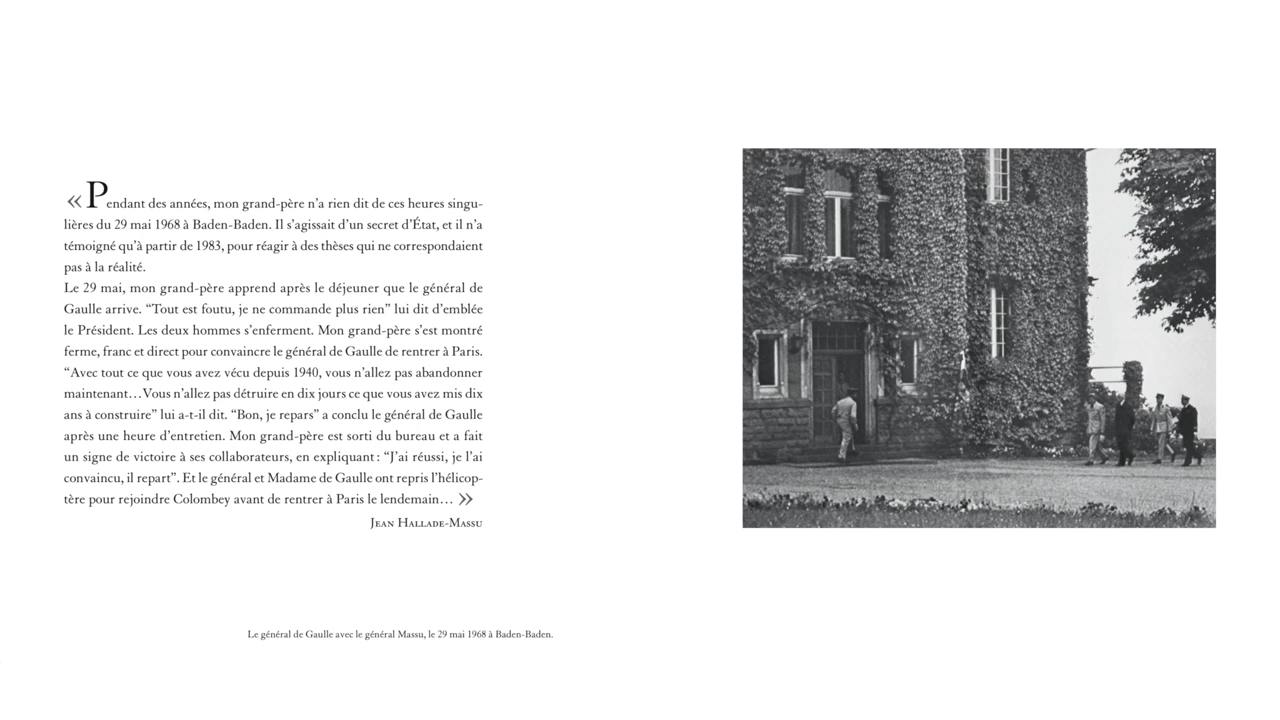 « Pendant des années, mon grand-père n’a rien dit de ces heures singu-
lières du 29 mai 1968 à Baden-Baden. Il s’agissait d’un secret d’État, et il n’a
témoigné qu’à partir de 1983, pour réagir à des thèses qui ne correspondaient
pas à la réalité.
Le 29 mai, mon grand-père apprend après le déjeuner que le général de
Gaulle arrive. “Tout est foutu, je ne commande plus rien” lui dit d’emblée
le Président. Les deux hommes s’enferment. Mon grand-père s’est montré
ferme, franc et direct pour convaincre le général de Gaulle de rentrer à Paris.
“Avec tout ce que vous avez vécu depuis 1940, vous n’allez pas abandonner
maintenant…Vous n’allez pas détruire en dix jours ce que vous avez mis dix
ans à construire” lui a-t-il dit. “Bon, je repars” a conclu le général de Gaulle
après une heure d’entretien. Mon grand-père est sorti du bureau et a fait
un signe de victoire à ses collaborateurs, en expliquant : “J’ai réussi, je l’ai
convaincu, il repart”. Et le général et Madame de Gaulle ont repris l’hélicop-
tère pour rejoindre Colombey avant de rentrer à Paris le lendemain… »
Jean Hallade-Massu
Le général de Gaulle avec le général Massu, le 29 mai 1968 à Baden-Baden.